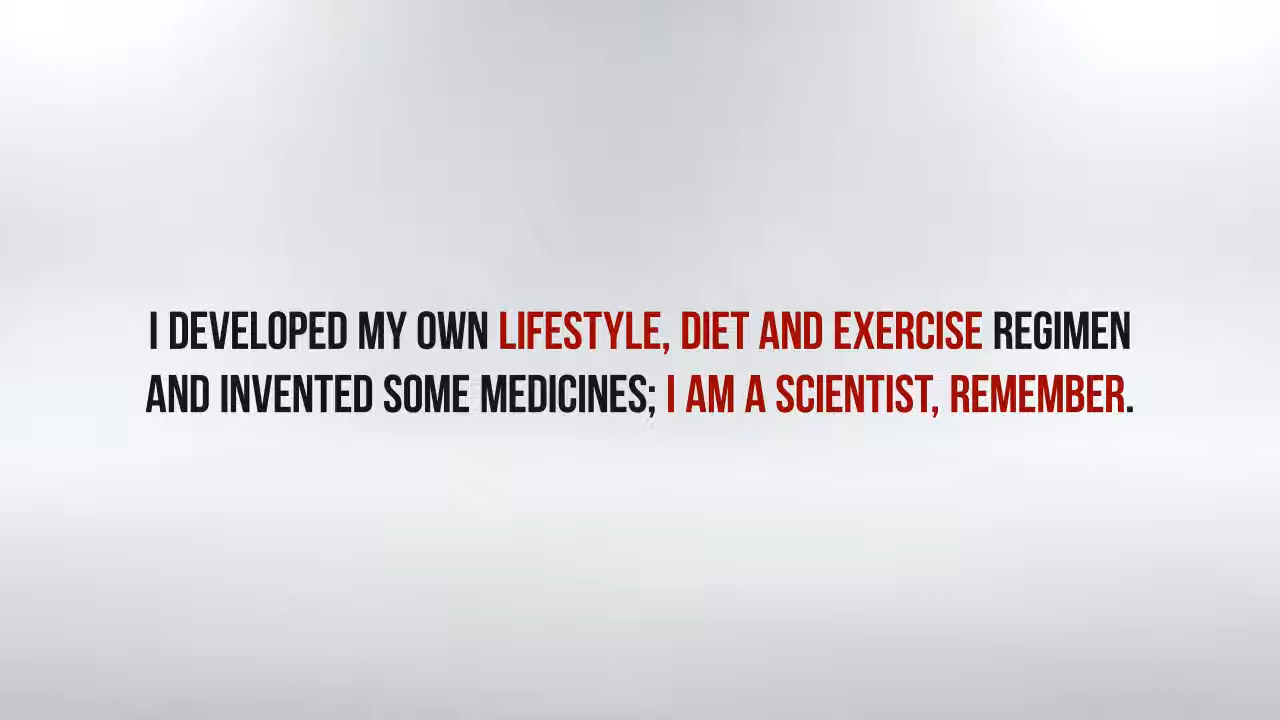 I DEVELOPED MY OWN LIFESTYLE, DIET AND EXERCISE REGIMEN
AND INVENTED SOME MEDICINES; I AM A SCIENTIST, REMEMBER.